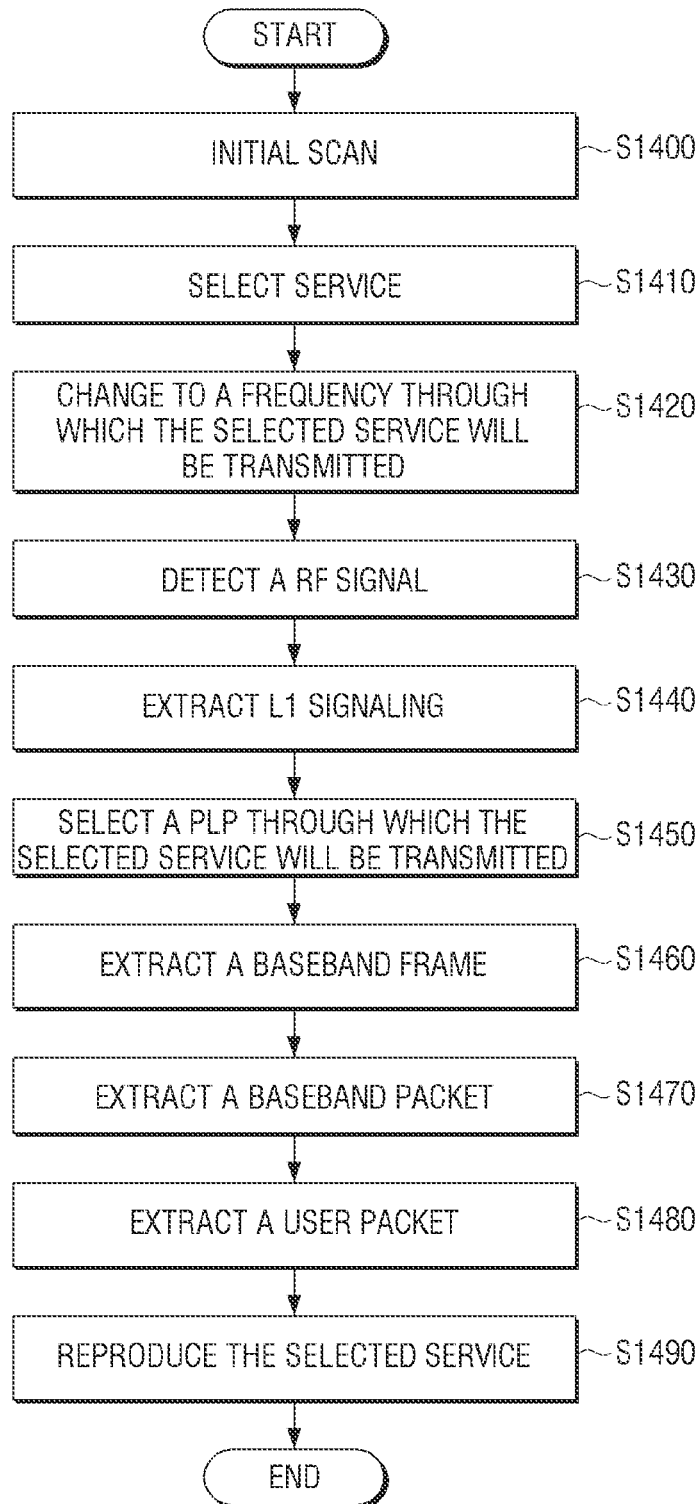 START
INITIAL SCAN
S1400
SELECT SERVICE
S1410
CHANGE TO A FREQUENCY THROUGH
WHICH THE SELECTED SERVICE WILL
BE TRANSMITTED
S1420
DETECT A RF SIGNAL
S1430
EXTRACT L1 SIGNALING
S1440
SELECT A PLP THROUGH WHICH THE
SELECTED SERVICE WILL BE TRANSMITTED
S1450
EXTRACT A BASEBAND FRAME
S1460
EXTRACT A BASEBAND PACKET
S1470
EXTRACT A USER PACKET
S1480
REPRODUCE THE SELECTED SERVICE
S1490
END